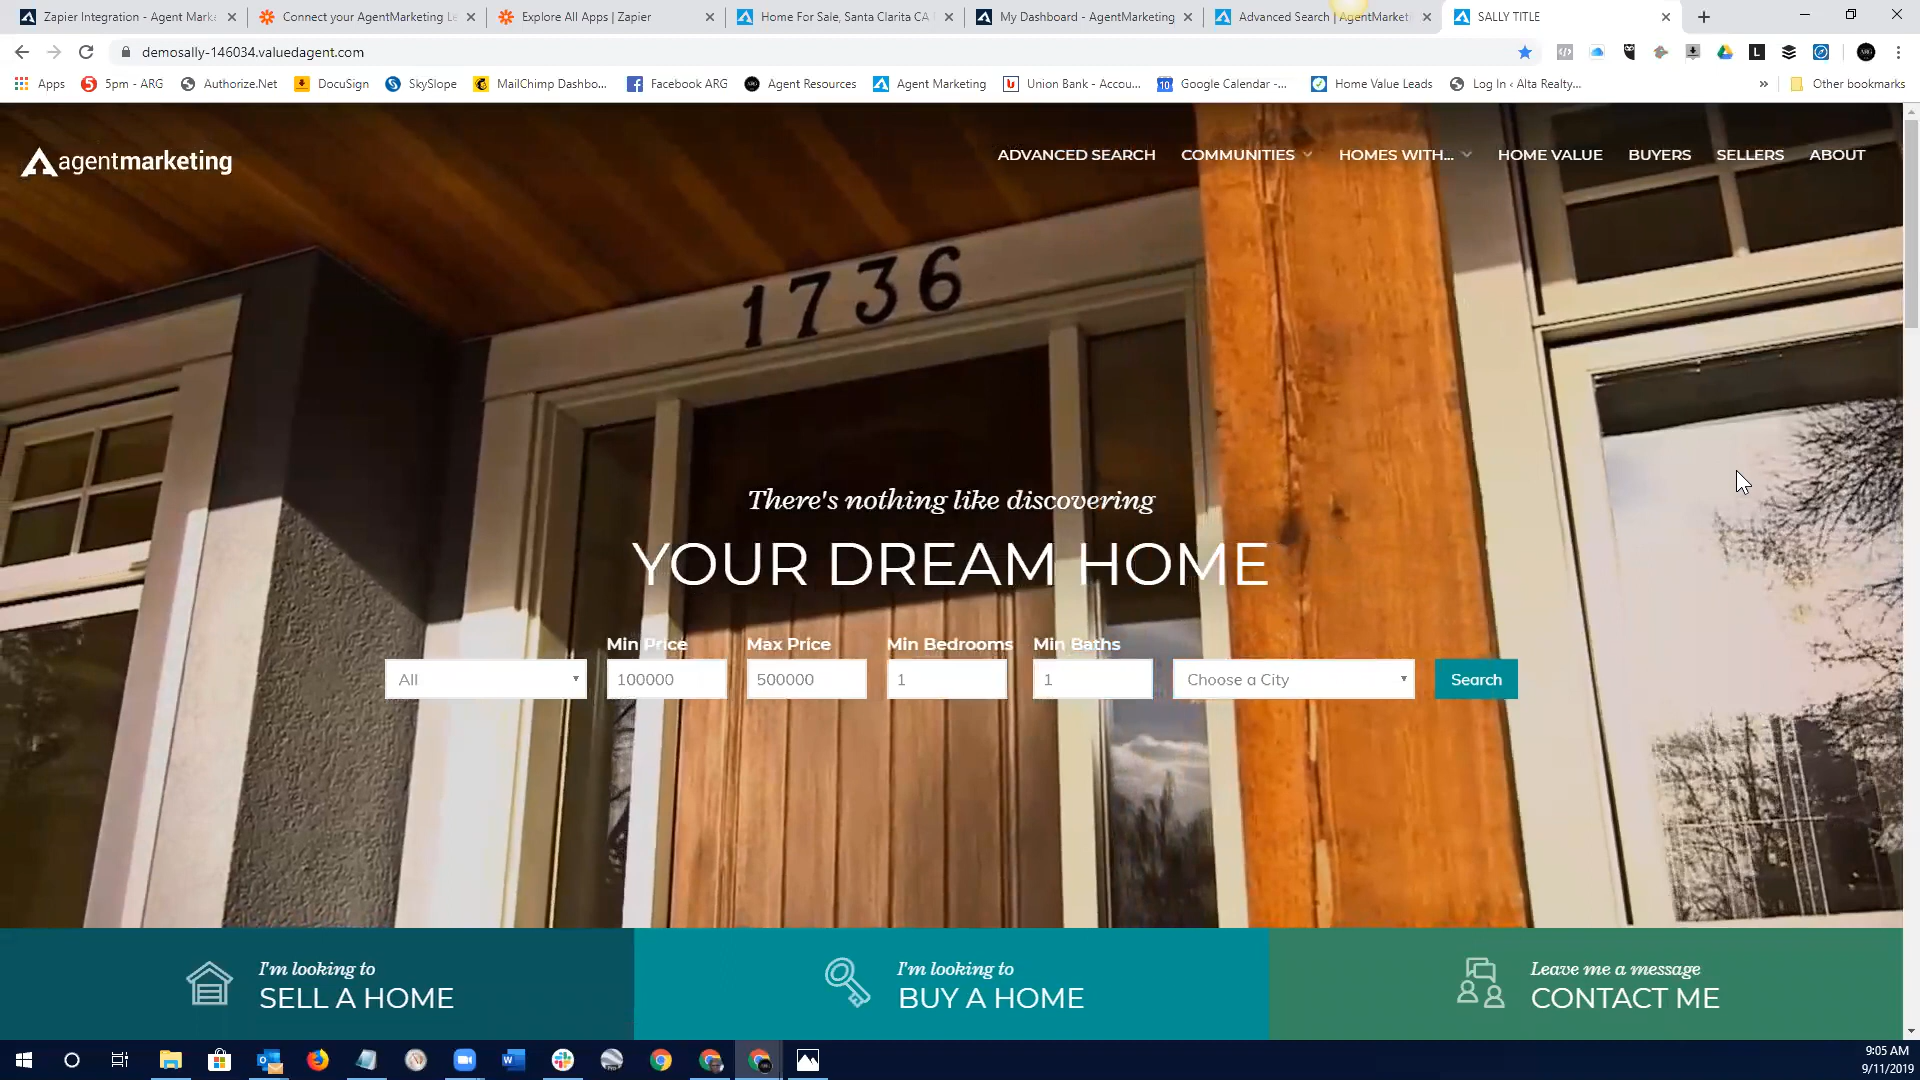 Zapier Integration - Agent Mark
Connect your AgentMarketing Le
Explore All Apps | Zapier
Home For Sale, Santa Clarita CA
My Dashboard - AgentMarketing
Advanced Search | AgentMarket
SALLY TITLE
demosally-146034.valuedagent.com
Apps
5pm - ARG
Authorize.Net
DocuSign
SkySlope
MailChimp Dashbo...
Facebook ARG
Agent Resources
Agent Marketing
Union Bank - Accou...
Google Calendar -...
Home Value Leads
Log In ‹ Alta Realty...
»
Other bookmarks
agentmarketing
ADVANCED SEARCH
COMMUNITIES
HOMES WITH...
HOME VALUE
BUYERS
SELLERS
ABOUT
1736
There's nothing like discovering
YOUR DREAM HOME
Min Price
Max Price
Min Bedrooms
Min Baths
All
100000
500000
1
1
Choose a City
Search
I'm looking to
SELL A HOME
I'm looking to
BUY A HOME
Leave me a message
CONTACT ME
9:05 AM
9/11/2019